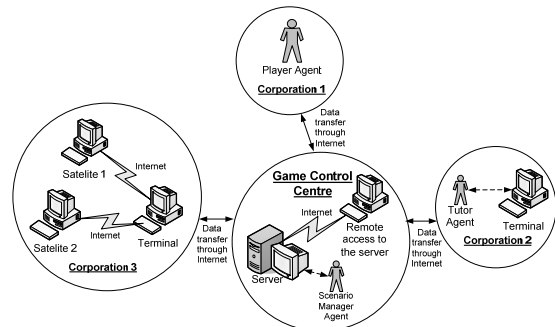 Player Agent
Corporation 1
Data
transfer
through
Internet
Satelite 1
Internet
Satelite 2
Internet
Terminal
Corporation 3
Data
transfer
through
Internet
Game Control
Centre
Internet
Remote
access to
the server
Server
Scenario
Manager
Agent
Data
transfer
through
Internet
Tutor
Agent
Terminal
Corporation 2